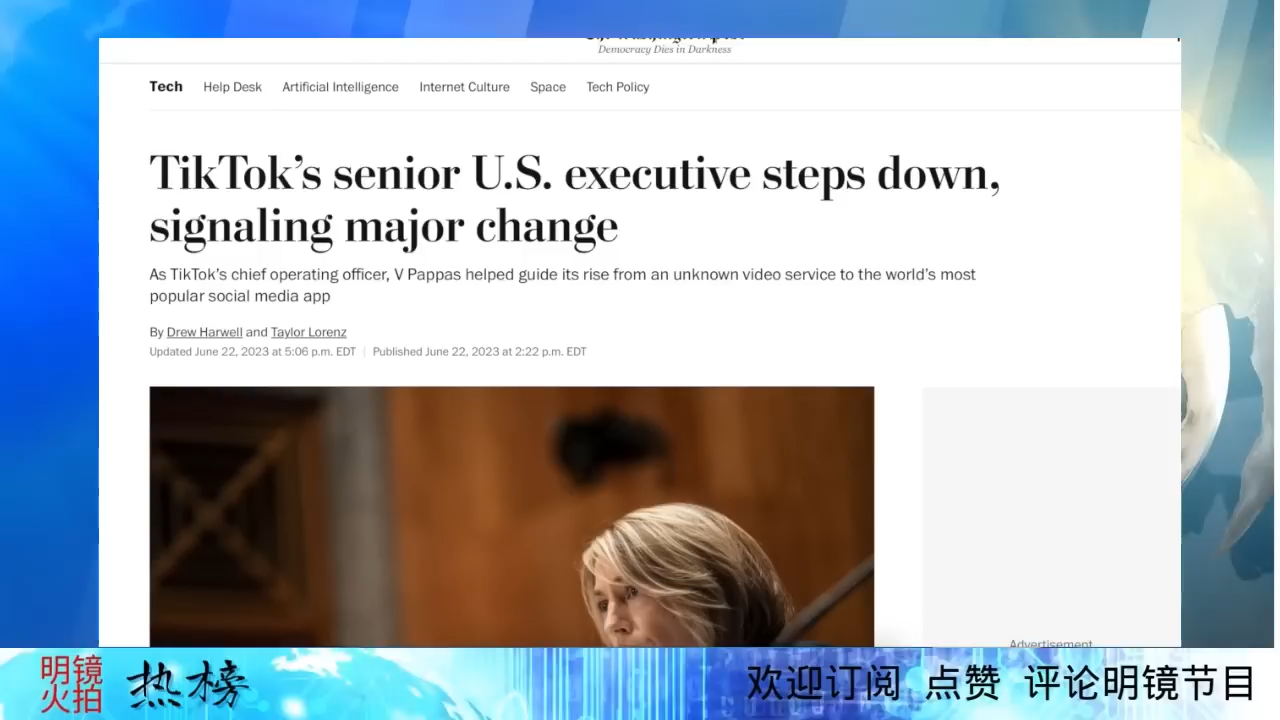 Democracy Dies in Darkness
Tech Help Desk Artificial Intelligence Internet Culture Space Tech Policy
TikTok’s senior U.S. executive steps down,
signaling major change
As TikTok’s chief operating officer, V Pappas helped guide its rise from an unknown video service to the world’s most
popular social media app
By Drew Harwell and Taylor Lorenz
Updated June 22, 2023 at 5:06 p.m. EDT | Published June 22, 2023 at 2:22 p.m. EDT
Advertisement
明镜
火拍
热榜
欢迎订阅 点赞 评论明镜节目